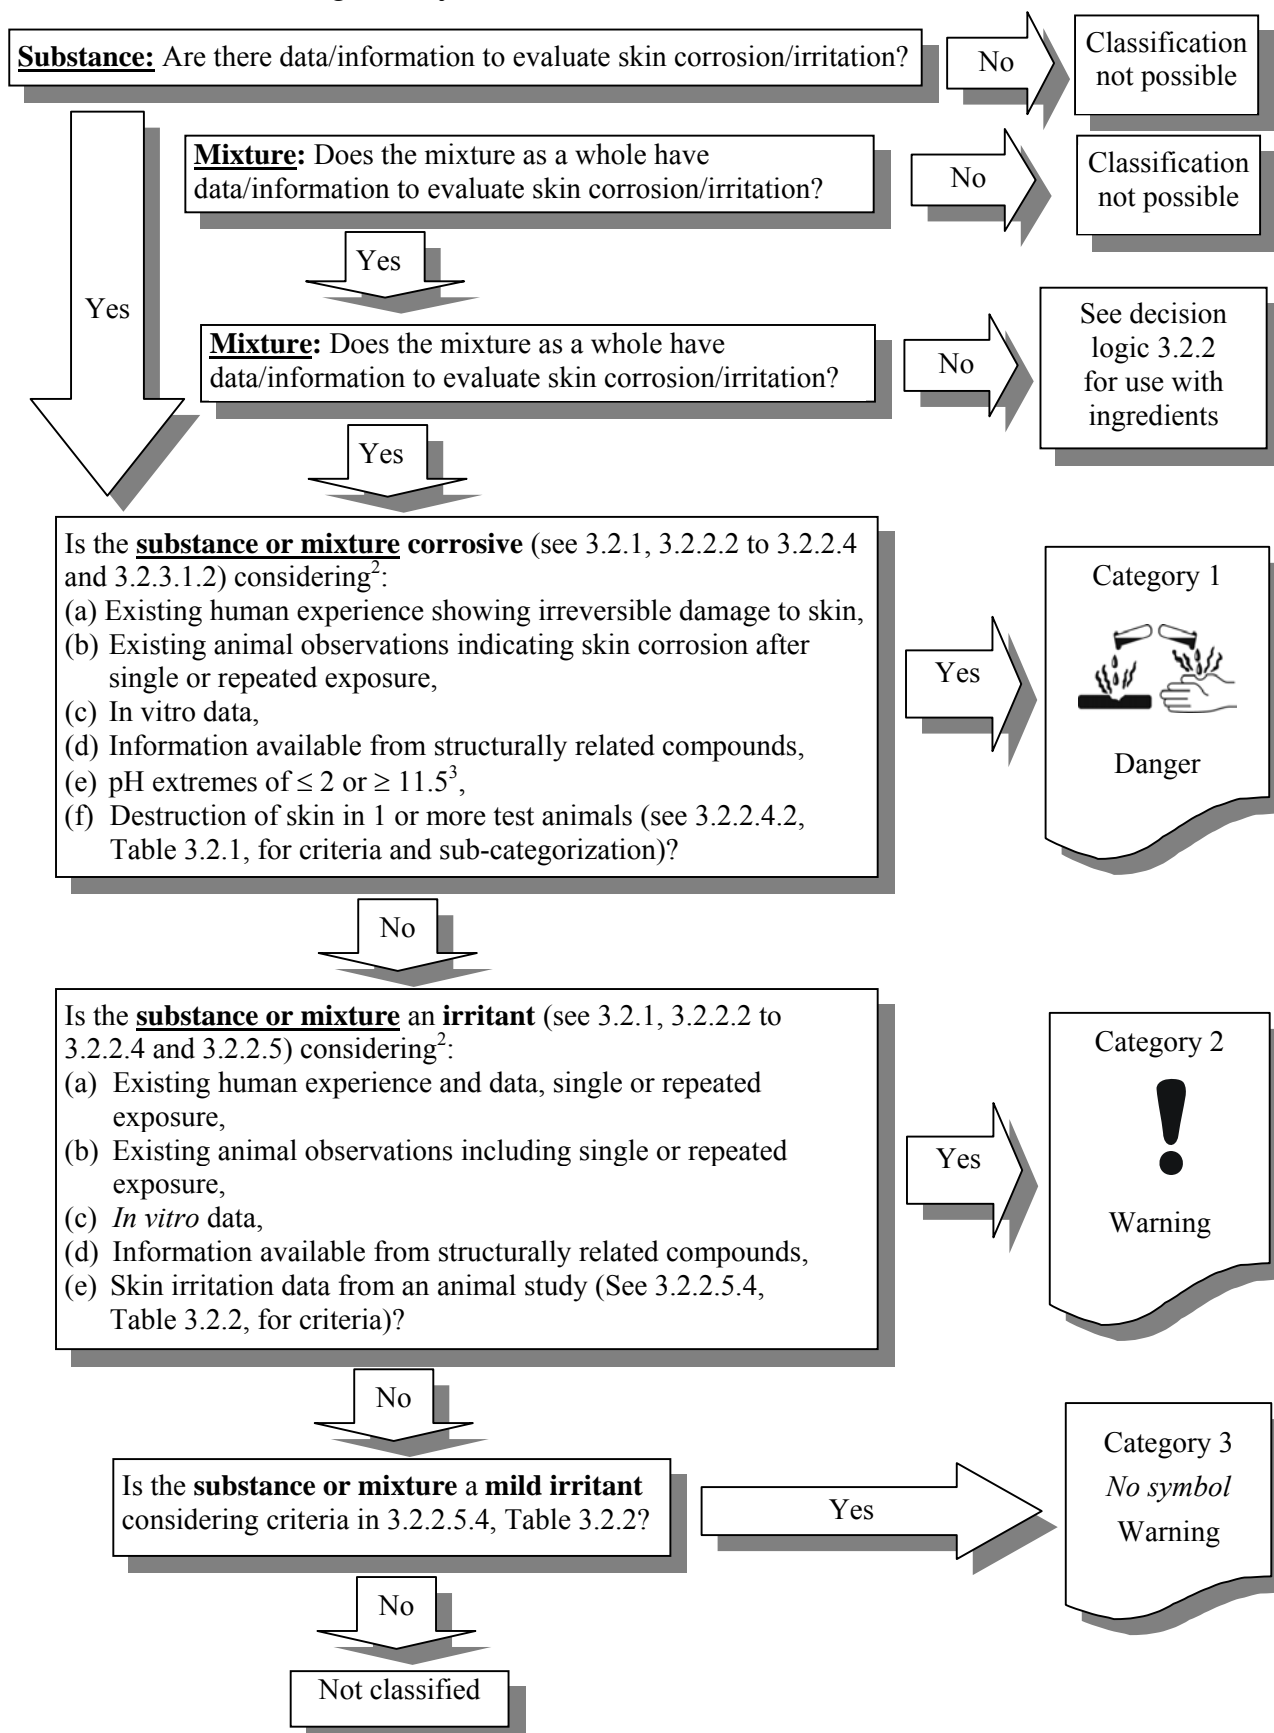 Substance: Are there data/information to evaluate skin corrosion/irritation?
No
Classification
not possible
Mixture: Does the mixture as a whole have
data/information to evaluate skin corrosion/irritation?
No
Classification
not possible
Yes
Yes
Mixture: Does the mixture as a whole have
data/information to evaluate skin corrosion/irritation?
No
See decision
logic 3.2.2
for use with
ingredients
Yes
Is the substance or mixture corrosive (see 3.2.1, 3.2.2.2 to 3.2.2.4
and 3.2.3.1.2) considering²:
(a) Existing human experience showing irreversible damage to skin,
(b) Existing animal observations indicating skin corrosion after
single or repeated exposure,
(c) In vitro data,
(d) Information available from structurally related compounds,
(e) pH extremes of ≤ 2 or ≥ 11.5³,
(f) Destruction of skin in 1 or more test animals (see 3.2.2.4.2,
Table 3.2.1, for criteria and sub-categorization)?
Yes
Category 1
Danger
No
Is the substance or mixture an irritant (see 3.2.1, 3.2.2.2 to
3.2.2.4 and 3.2.2.5) considering²:
(a) Existing human experience and data, single or repeated
exposure,
(b) Existing animal observations including single or repeated
exposure,
(c) In vitro data,
(d) Information available from structurally related compounds,
(e) Skin irritation data from an animal study (See 3.2.2.5.4,
Table 3.2.2, for criteria)?
Yes
Category 2
Warning
No
Is the substance or mixture a mild irritant
considering criteria in 3.2.2.5.4, Table 3.2.2?
Yes
Category 3
No symbol
Warning
No
Not classified